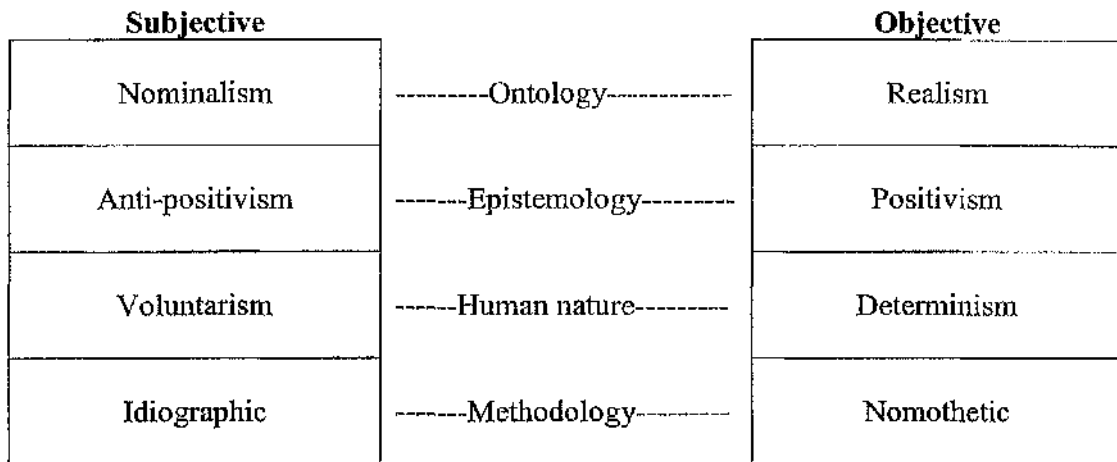 Subjective Objective
Nominalism -------Ontology------- Realism
Anti-positivism -------Epistemology------- Positivism
Voluntarism -------Human nature------- Determinism
Idiographic -------Methodology------- Nomothetic